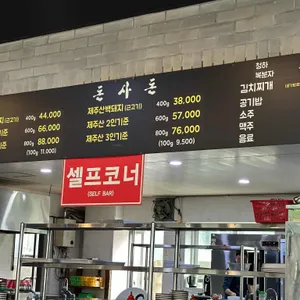 돈사돈
(근고기) 400g 44.000
기준 600g 66.000
기준 800g 88.000
(100g 11.000)
제주산백돼지(근고기) 400g 38.000
제주산 2인기준 600g 57.000
제주산 3인기준 800g 76.000
(100g 9.500)
청하
복분자
김치찌개
공기밥
소주
맥주
음료
셀프코너
(SELF BAR)